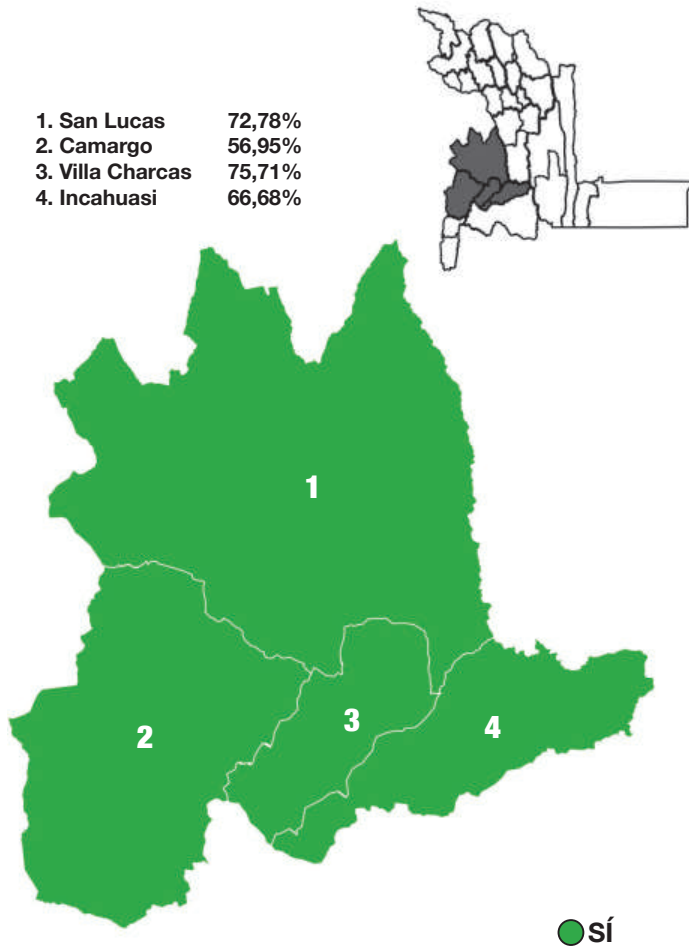 1. San Lucas 72,78%
2. Camargo 56,95%
3. Villa Charcas 75,71%
4. Incahuasi 66,68%
1
2
3
4
SÍ